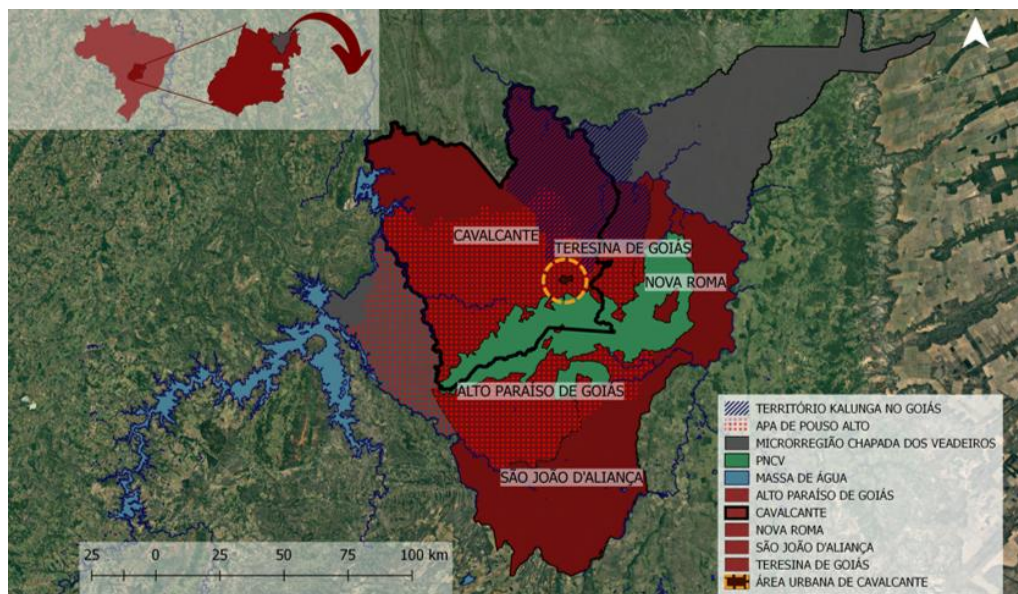 CAVALCANTE
TERESINA DE GOIÁS
NOVA ROMA
ALTO PARAÍSO DE GOIÁS
SÃO JOÃO D'ALIANÇA
TERRITÓRIO KALUNGA NO GOIÁS
APA DE POUSO ALTO
MICRORREGIÃO CHAPADA DOS VEADEIROS
PNCV
MASSA DE ÁGUA
ALTO PARAÍSO DE GOIÁS
CAVALCANTE
NOVA ROMA
SÃO JOÃO D'ALIANÇA
TERESINA DE GOIÁS
ÁREA URBANA DE CAVALCANTE
25 0 25 50 75 100 km